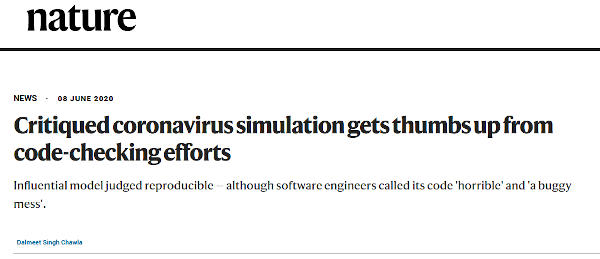 nature
NEWS · 08 JUNE 2020
Critiqued coronavirus simulation gets thumbs up from
code-checking efforts
Influential model judged reproducible — although software engineers called its code 'horrible' and 'a buggy
mess'.
Dalmeet Singh Chawla